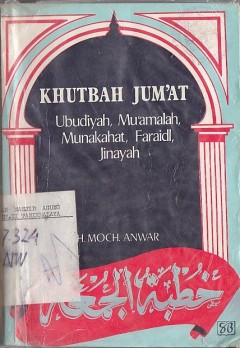 KHUTBAH JUM'AT
Ubudiyah, Mu'amalah,
Munakahat, Faraidl,
Jinayah
H. MOCH. ANWAR
خطبة الجمعة